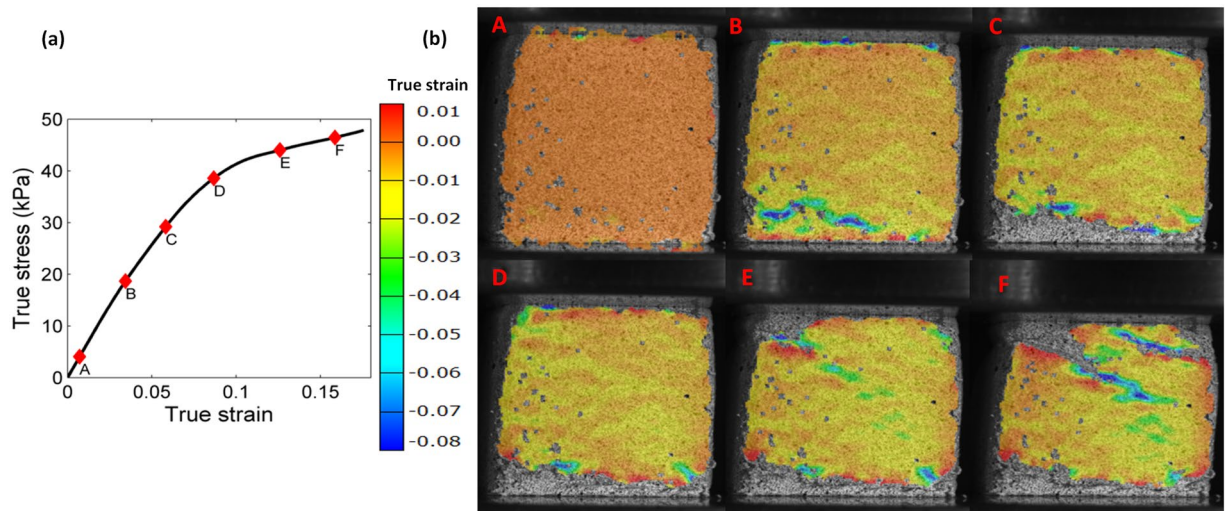 (a)
50
40
30
20
10
0
True stress (kPa)
A
B
C
D
E
F
0
0.05
0.1
0.15
True strain
(b)
True strain
0.01
0.00
-0.01
-0.02
-0.03
-0.04
-0.05
-0.06
-0.07
-0.08
A
B
C
D
E
F